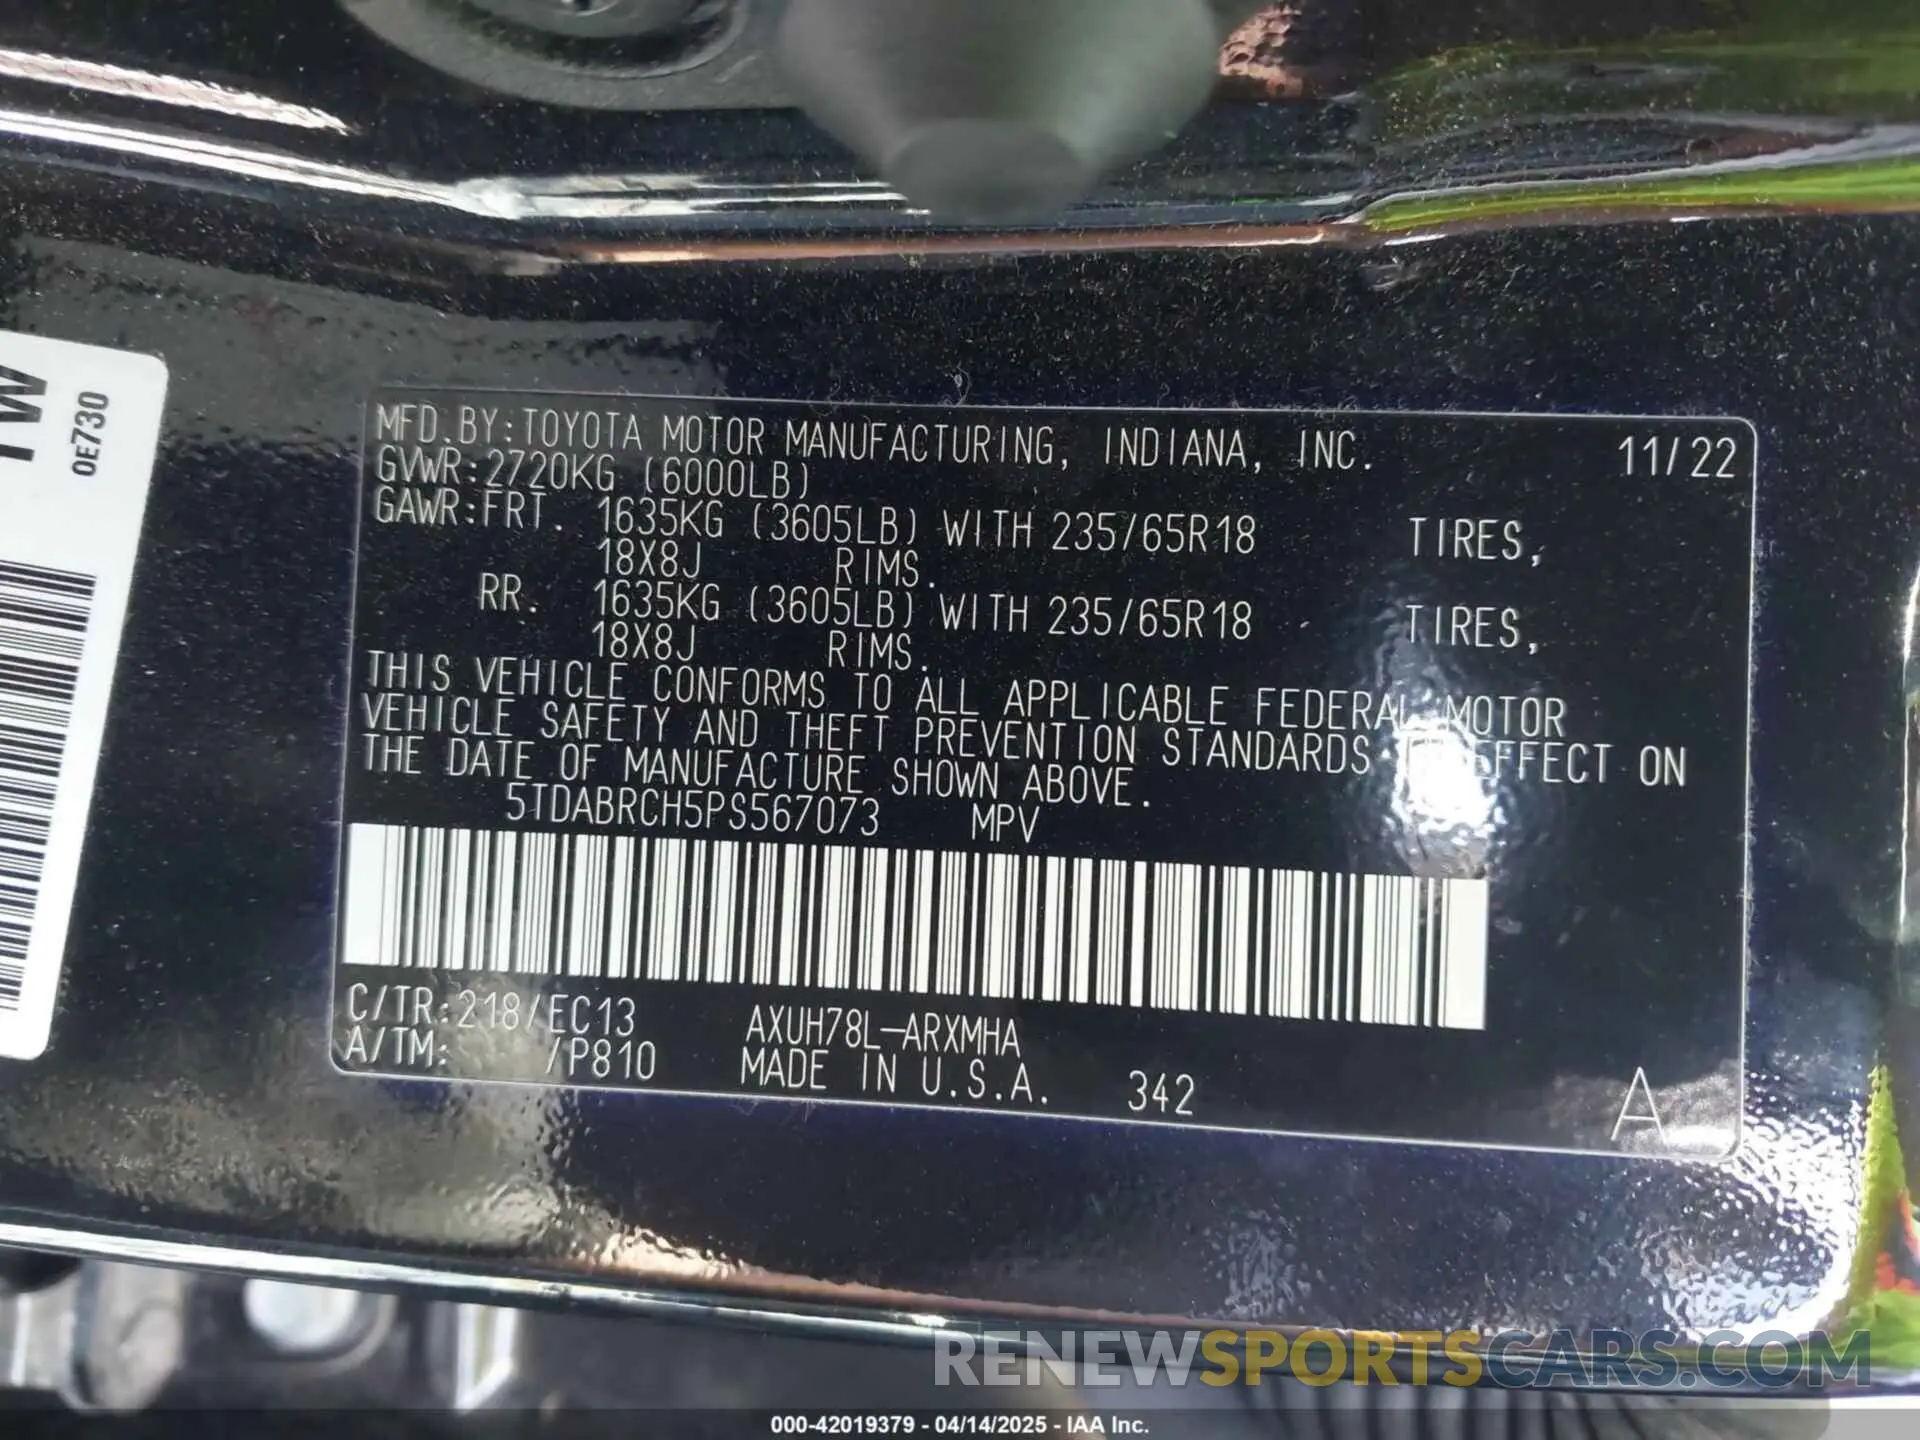 MFD.BY:TOYOTA MOTOR MANUFACTURING, INDIANA, INC. 11/22
GVWR:2720KG (6000LB)
GAWR:FRT. 1635KG (3605LB) WITH 235/65R18 TIRES,
18X8J RIMS.
RR. 1635KG (3605LB) WITH 235/65R18 TIRES,
18X8J RIMS.
THIS VEHICLE CONFORMS TO ALL APPLICABLE FEDERAL MOTOR
VEHICLE SAFETY AND THEFT PREVENTION STANDARDS EFFECT ON
THE DATE OF MANUFACTURE SHOWN ABOVE.
5TDABRCH5PS567073 MPV
C/TR:218/EC13 AXUH78L-ARXMHA
A/TM: /P810 MADE IN U.S.A. 342 A
0E730
RENEWSPORTSCARS.COM
000-42019379 - 04/14/2025 - IAA Inc.